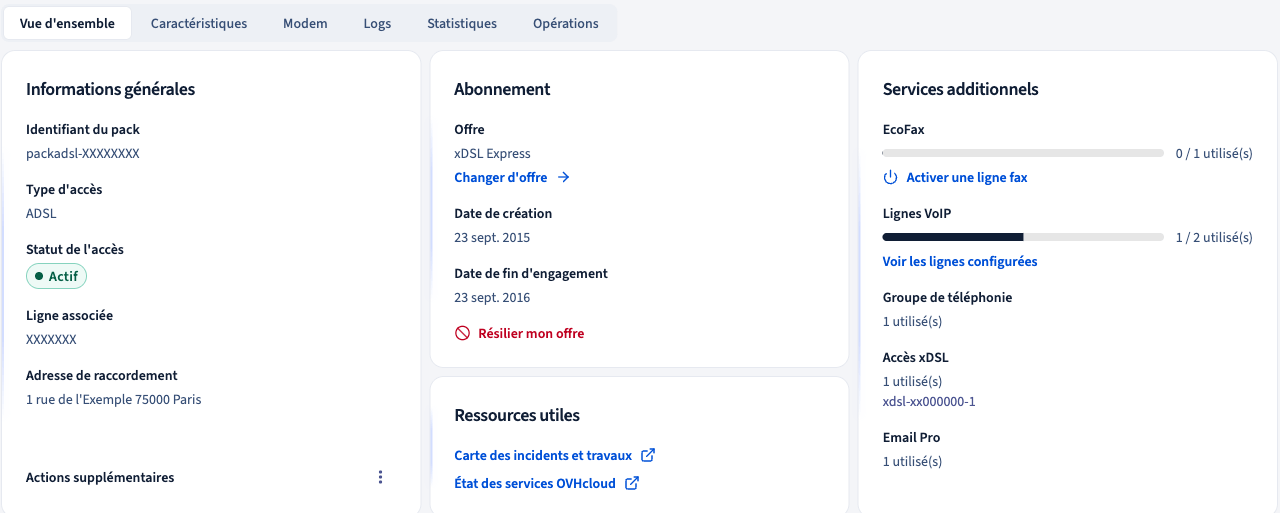 Vue d'ensemble
Caractéristiques
Modem
Logs
Statistiques
Opérations
Informations générales
Identifiant du pack
packadsl-XXXXXXXX
Type d'accès
ADSL
Statut de l'accès
Actif
Ligne associée
XXXXXXX
Adresse de raccordement
1 rue de l'Exemple 75000 Paris
Actions supplémentaires
Abonnement
Offre
xDSL Express
Changer d'offre
Date de création
23 sept. 2015
Date de fin d'engagement
23 sept. 2016
Résilier mon offre
Ressources utiles
Carte des incidents et travaux
État des services OVHcloud
Services additionnels
EcoFax
0 / 1 utilisé(s)
Activer une ligne fax
Lignes VoIP
1 / 2 utilisé(s)
Voir les lignes configurées
Groupe de téléphonie
1 utilisé(s)
Accès xDSL
1 utilisé(s)
xdsl-xx000000-1
Email Pro
1 utilisé(s)